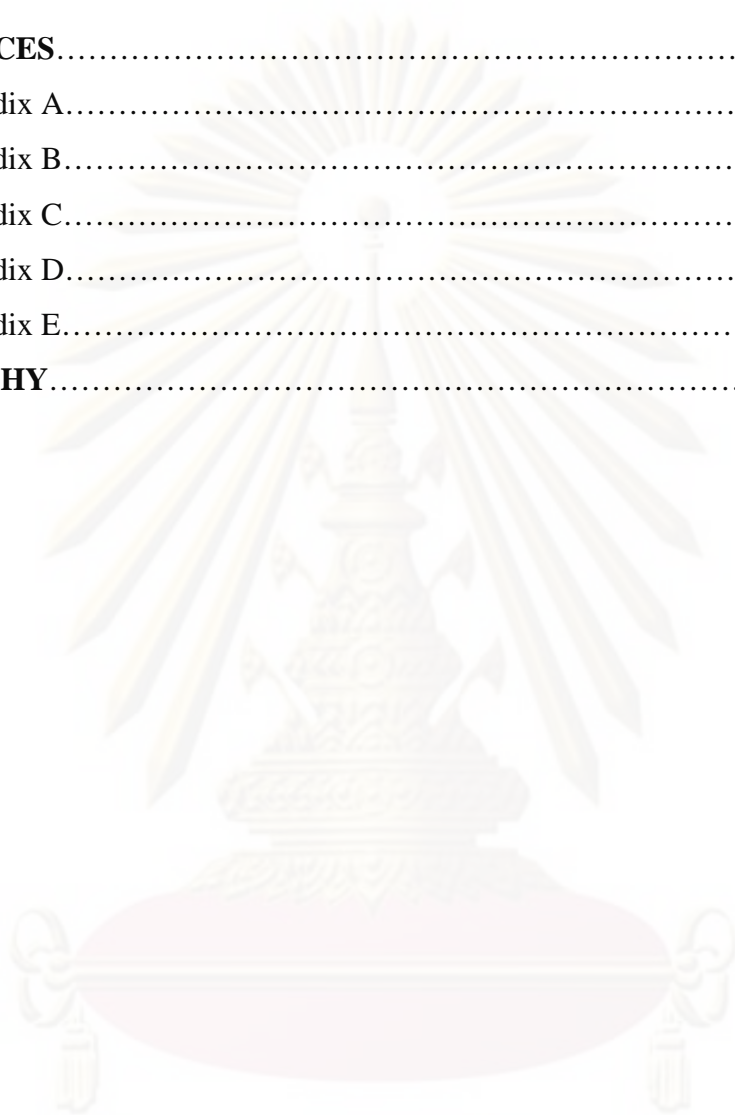 CES……………………………………………………………
dix A……………………………………………………………
dix B……………………………………………………………
dix C……………………………………………………………
dix D……………………………………………………………
dix E……………………………………………………………
HY……………………………………………………………